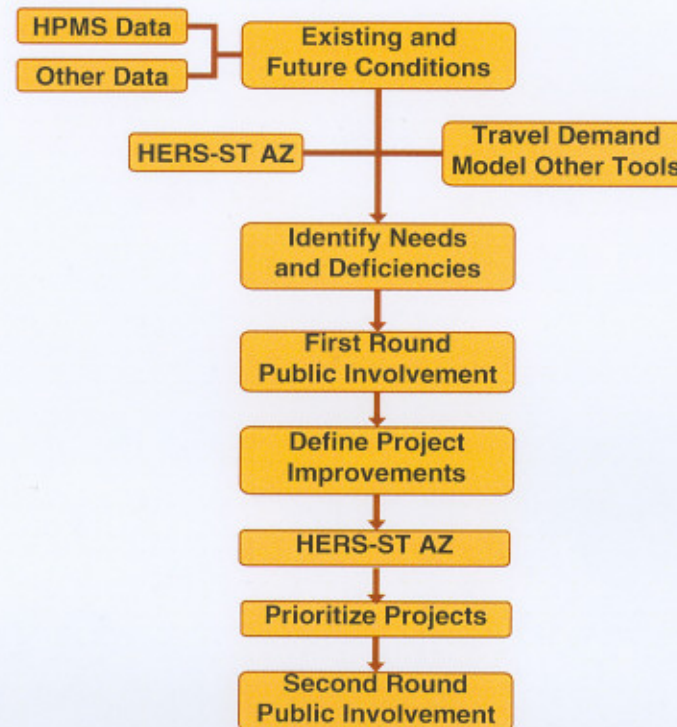 HPMS Data
Other Data
Existing and
Future Conditions
HERS-ST AZ
Travel Demand
Model Other Tools
Identify Needs
and Deficiencies
First Round
Public Involvement
Define Project
Improvements
HERS-ST AZ
Prioritize Projects
Second Round
Public Involvement